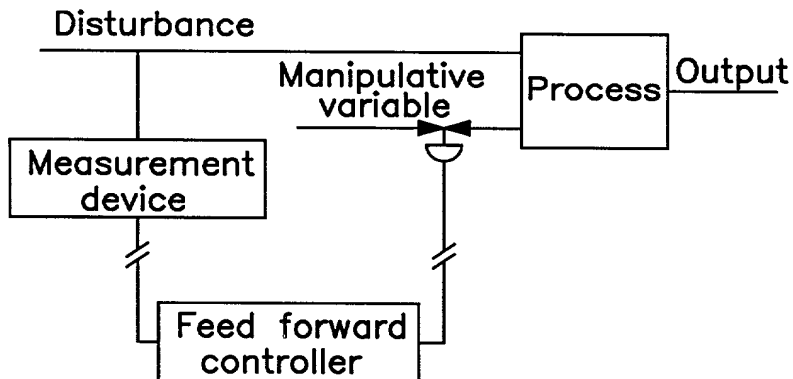 Disturbance
Manipulative
variable
Process
Output
Measurement
device
Feed forward
controller